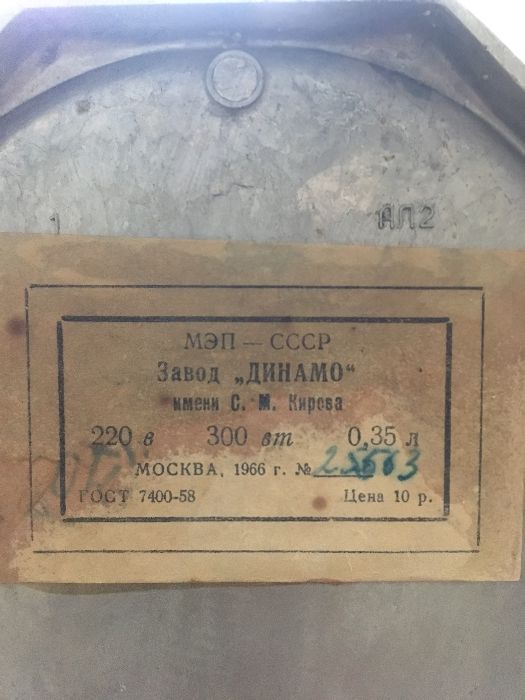 АЛ2
МЭП — СССР
Завод „ДИНАМО“
имени С. М. Кирова
220 в 300 вт 0,35 л
МОСКВА, 1966 г. № 25563
ГОСТ 7400-58 Цена 10 р.